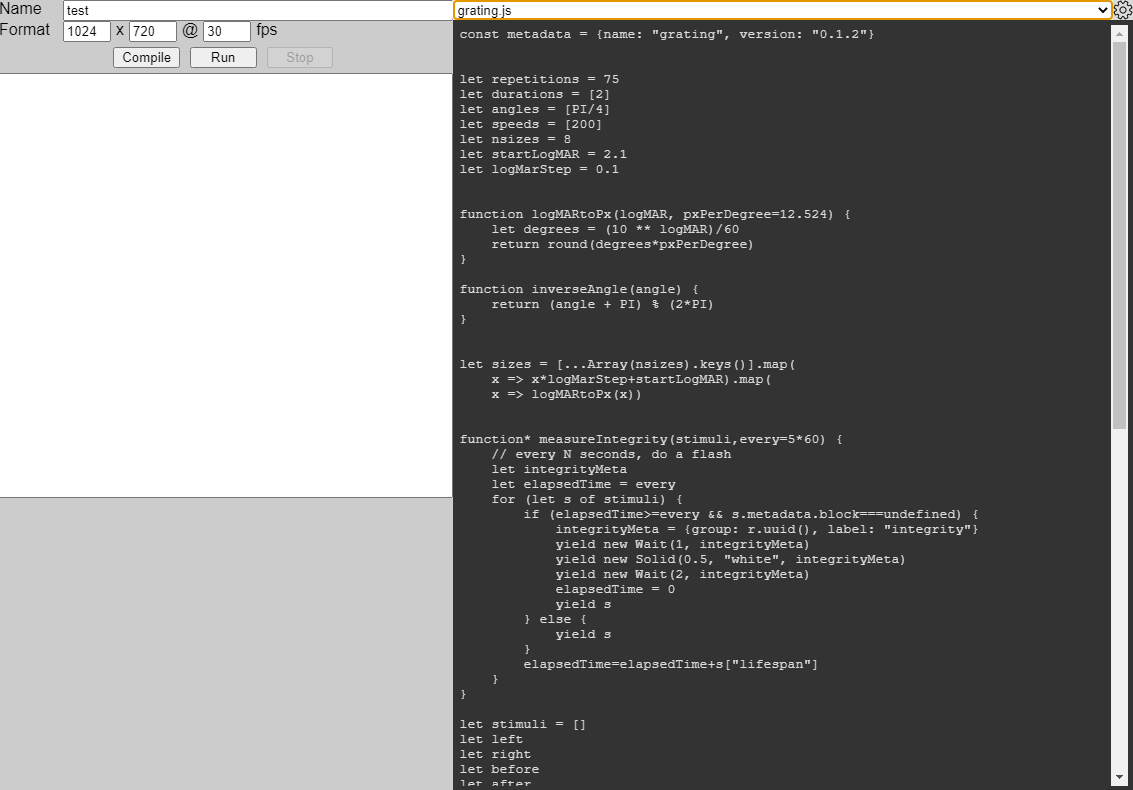 Name test
Format 1024 x 720 @ 30 fps
Compile Run Stop
grating.js
const metadata = {name: "grating", version: "0.1.2"}
let repetitions = 75
let durations = [2]
let angles = [PI/4]
let speeds = [200]
let nsizes = 8
let startLogMAR = 2.1
let logMarStep = 0.1
function logMARtoPx(logMAR, pxPerDegree=12.524) {
    let degrees = (10 ** logMAR)/60
    return round(degrees*pxPerDegree)
}
function inverseAngle(angle) {
    return (angle + PI) % (2*PI)
}
let sizes = [...Array(nsizes).keys()].map(
    x => x*logMarStep+startLogMAR).map(
    x => logMARtoPx(x))
function* measureIntegrity(stimuli,every=5*60) {
    // every N seconds, do a flash
    let integrityMeta
    let elapsedTime = every
    for (let s of stimuli) {
        if (elapsedTime>=every && s.metadata.block===undefined) {
            integrityMeta = {group: r.uuid(), label: "integrity"}
            yield new Wait(1, integrityMeta)
            yield new Solid(0.5, "white", integrityMeta)
            yield new Wait(2, integrityMeta)
            elapsedTime = 0
            yield s
        } else {
            yield s
        }
        elapsedTime=elapsedTime+s["lifespan"]
    }
}
let stimuli = []
let left
let right
let before
let after